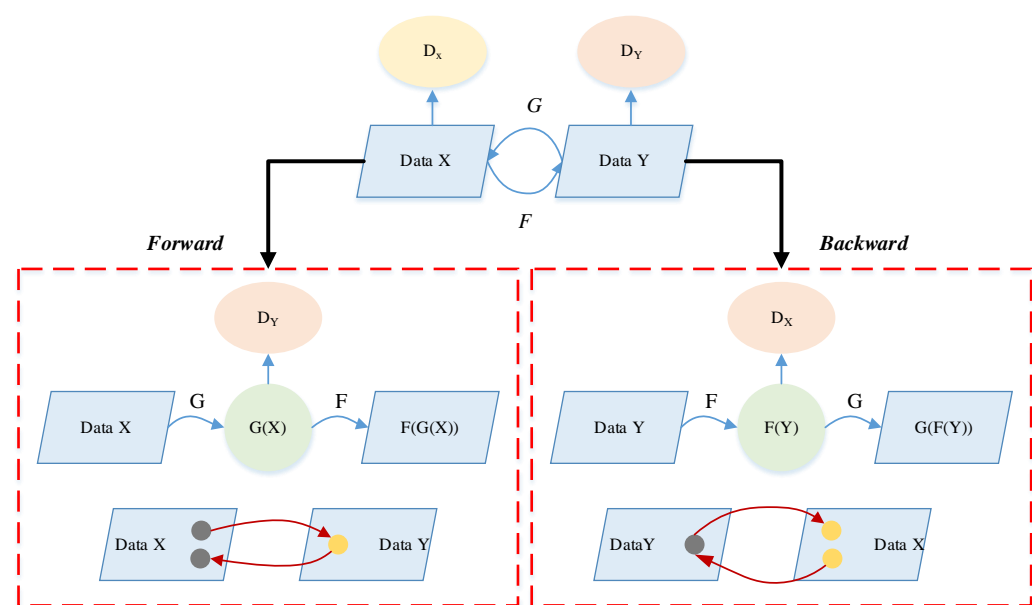 Dx
DY
G
Data X
Data Y
F
Forward
Backward
DY
DX
G
F
F
G
Data X
G(X)
F(G(X))
Data Y
F(Y)
G(F(Y))
Data X
Data Y
DataY
Data X